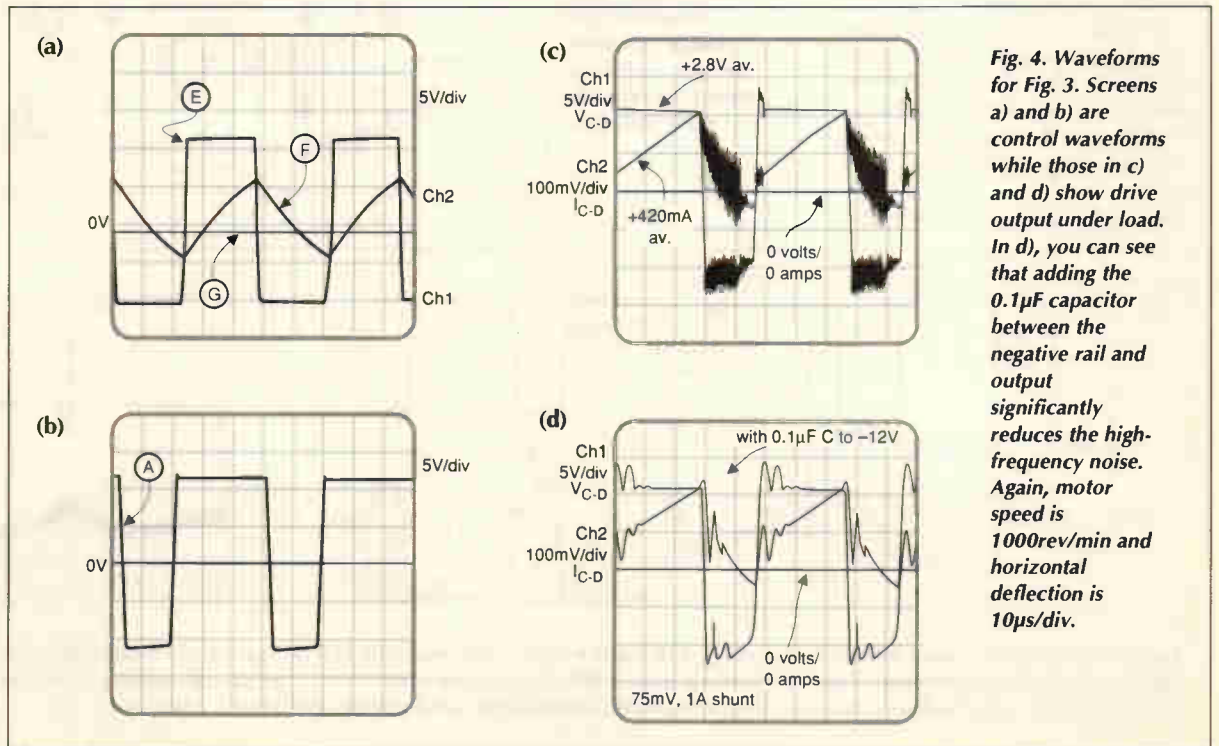 (a)
E
F
G
5V/div
Ch2
0V
Ch1
(b)
A
5V/div
0V
(c)
Ch1
5V/div
VC-D
+2.8V av.
Ch2
100mV/div
IC-D
+420mA
av.
0 volts/
0 amps
(d)
Ch1
5V/div
VC-D
with 0.1µF C to –12V
Ch2
100mV/div
IC-D
0 volts/
0 amps
75mV, 1A shunt
Fig. 4. Waveforms
for Fig. 3. Screens
a) and b) are
control waveforms
while those in c)
and d) show drive
output under load.
In d), you can see
that adding the
0.1µF capacitor
between the
negative rail and
output
significantly
reduces the high-
frequency noise.
Again, motor
speed is
1000rev/min and
horizontal
deflection is
10µs/div.